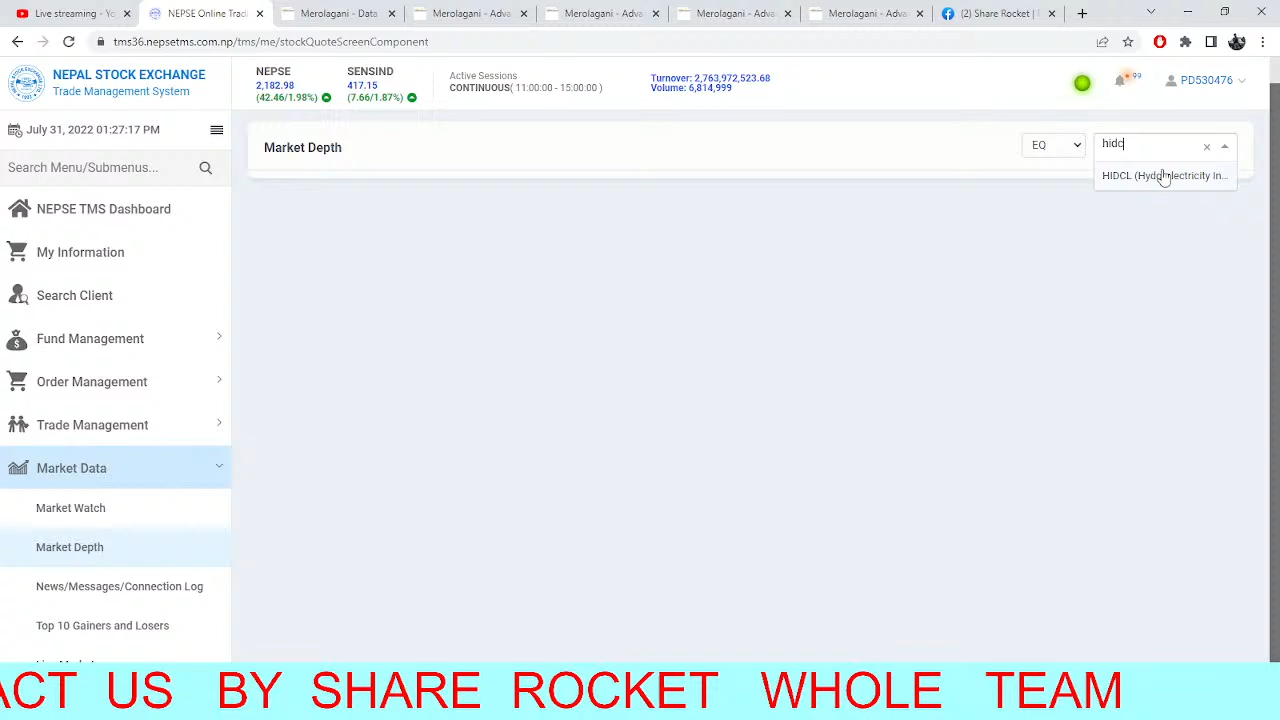 Live streaming - Yo
NEPSE Online Tradi
Merolagani - Data
Merolagani - Adva
Merolagani - Adva
Merolagani - Adva
Merolagani - Adva
(2) Share Rocket | D
tms36.nepsetms.com.np/tms/me/stockQuoteScreenComponent
NEPAL STOCK EXCHANGE
Trade Management System
NEPSE
2,182.98
(42.46/1.98%)
SENSIND
417.15
(7.66/1.87%)
Active Sessions
CONTINUOUS( 11:00:00 - 15:00:00 )
Turnover: 2,763,972,523.68
Volume: 6,814,999
99
PD530476
July 31, 2022 01:27:17 PM
Search Menu/Submenus...
Market Depth
EQ
hidc
HIDCL (Hydroelectricity In...
NEPSE TMS Dashboard
My Information
Search Client
Fund Management
Order Management
Trade Management
Market Data
Market Watch
Market Depth
News/Messages/Connection Log
Top 10 Gainers and Losers
ACT US BY SHARE ROCKET WHOLE TEAM